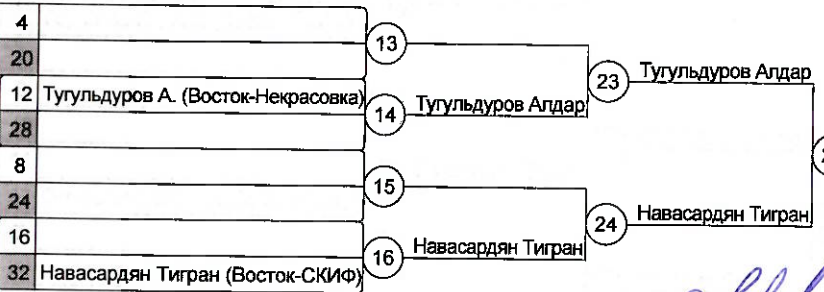 4
13
20
23 Тугульдуров Алдар
12 Тугульдуров А. (Восток-Некрасовка)
14 Тугульдуров Алдар
28
8
15
24
24 Навасардян Тигран
16
16 Навасардян Тигран
32 Навасардян Тигран (Восток-СКИФ)